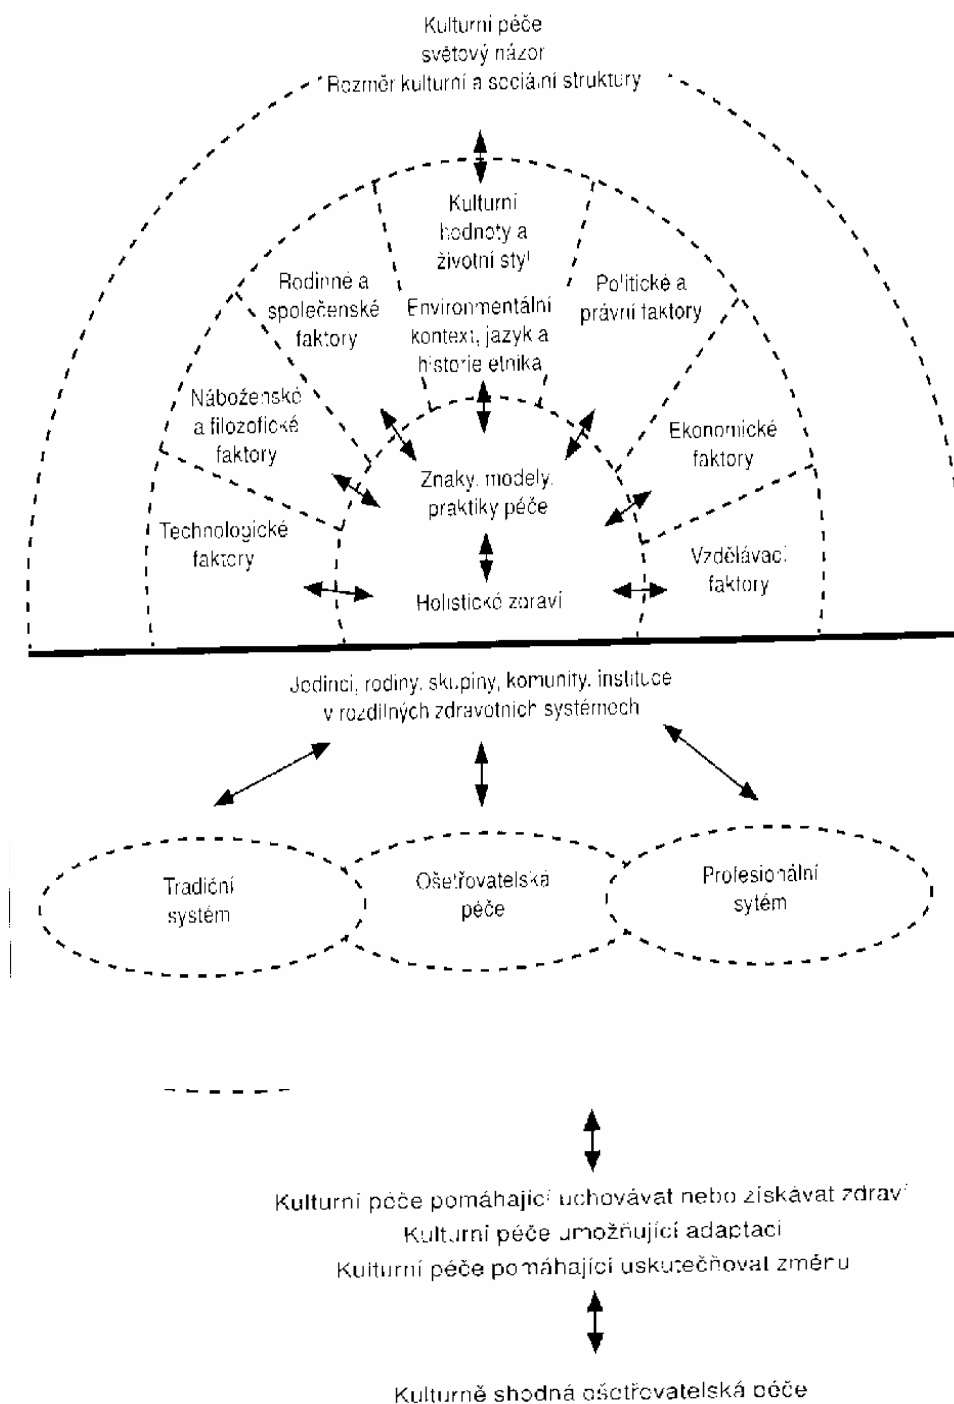 Kulturní péče
světový názor
Rozměr kulturní a sociální struktury
Kulturní
hodnoty a
životní styl
Rodinné a
společenské
faktory
Environmentální
kontext, jazyk a
historie etnika
Politické a
právní faktory
Náboženské
a filozofické
faktory
Ekonomické
faktory
Znaky, modely,
praktiky péče
Technologické
faktory
Vzdělávací
faktory
Holistické zdraví
Jedinci, rodiny, skupiny, komunity, instituce
v rozdílných zdravotních systémech
Tradiční
systém
Ošetřovatelská
péče
Profesionální
sytém
Kulturní péče pomáhající uchovávat nebo získávat zdraví
Kulturní péče umožňující adaptaci
Kulturní péče pomáhající uskutečňovat změnu
Kulturně shodná ošetřovatelská péče